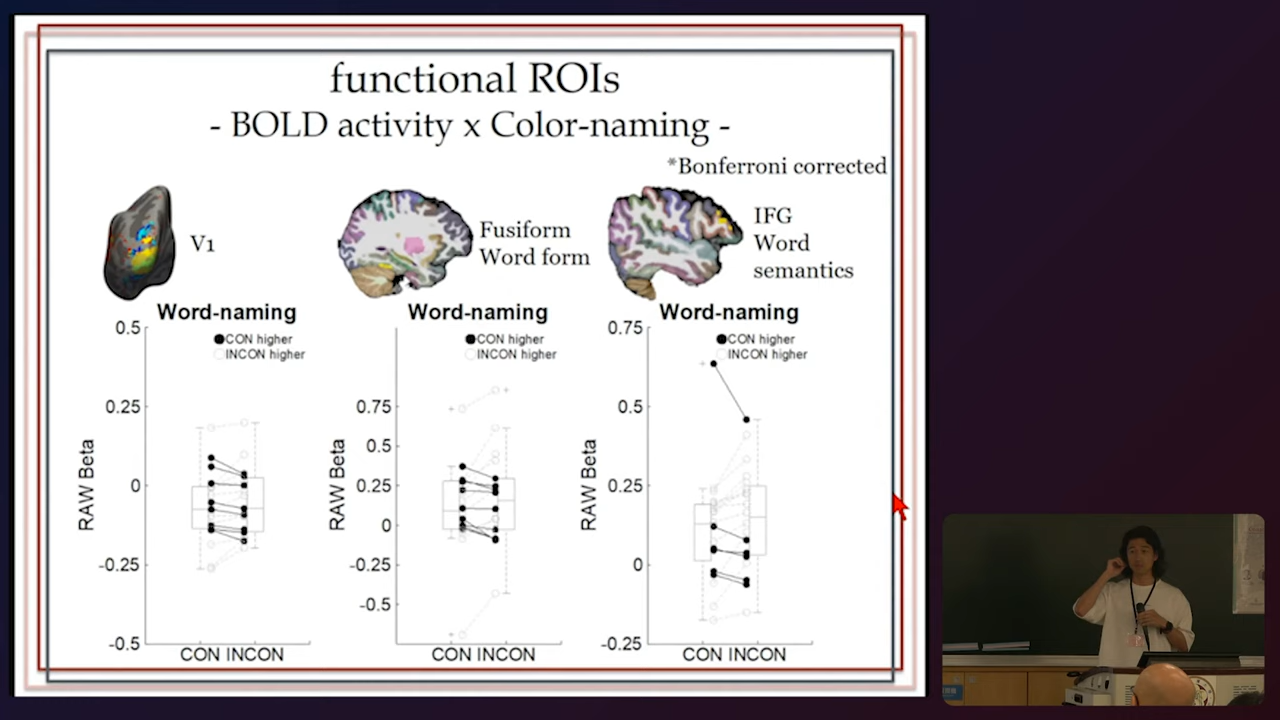 functional ROIs
- BOLD activity x Color-naming -
*Bonferroni corrected
V1
Fusiform
Word form
IFG
Word
semantics
Word-naming
CON higher
INCON higher
0.5
0.25
0
-0.25
-0.5
RAW Beta
CON INCON
Word-naming
CON higher
INCON higher
0.75
0.5
0.25
0
-0.25
-0.5
RAW Beta
CON INCON
Word-naming
CON higher
INCON higher
0.75
0.5
0.25
0
-0.25
RAW Beta
CON INCON